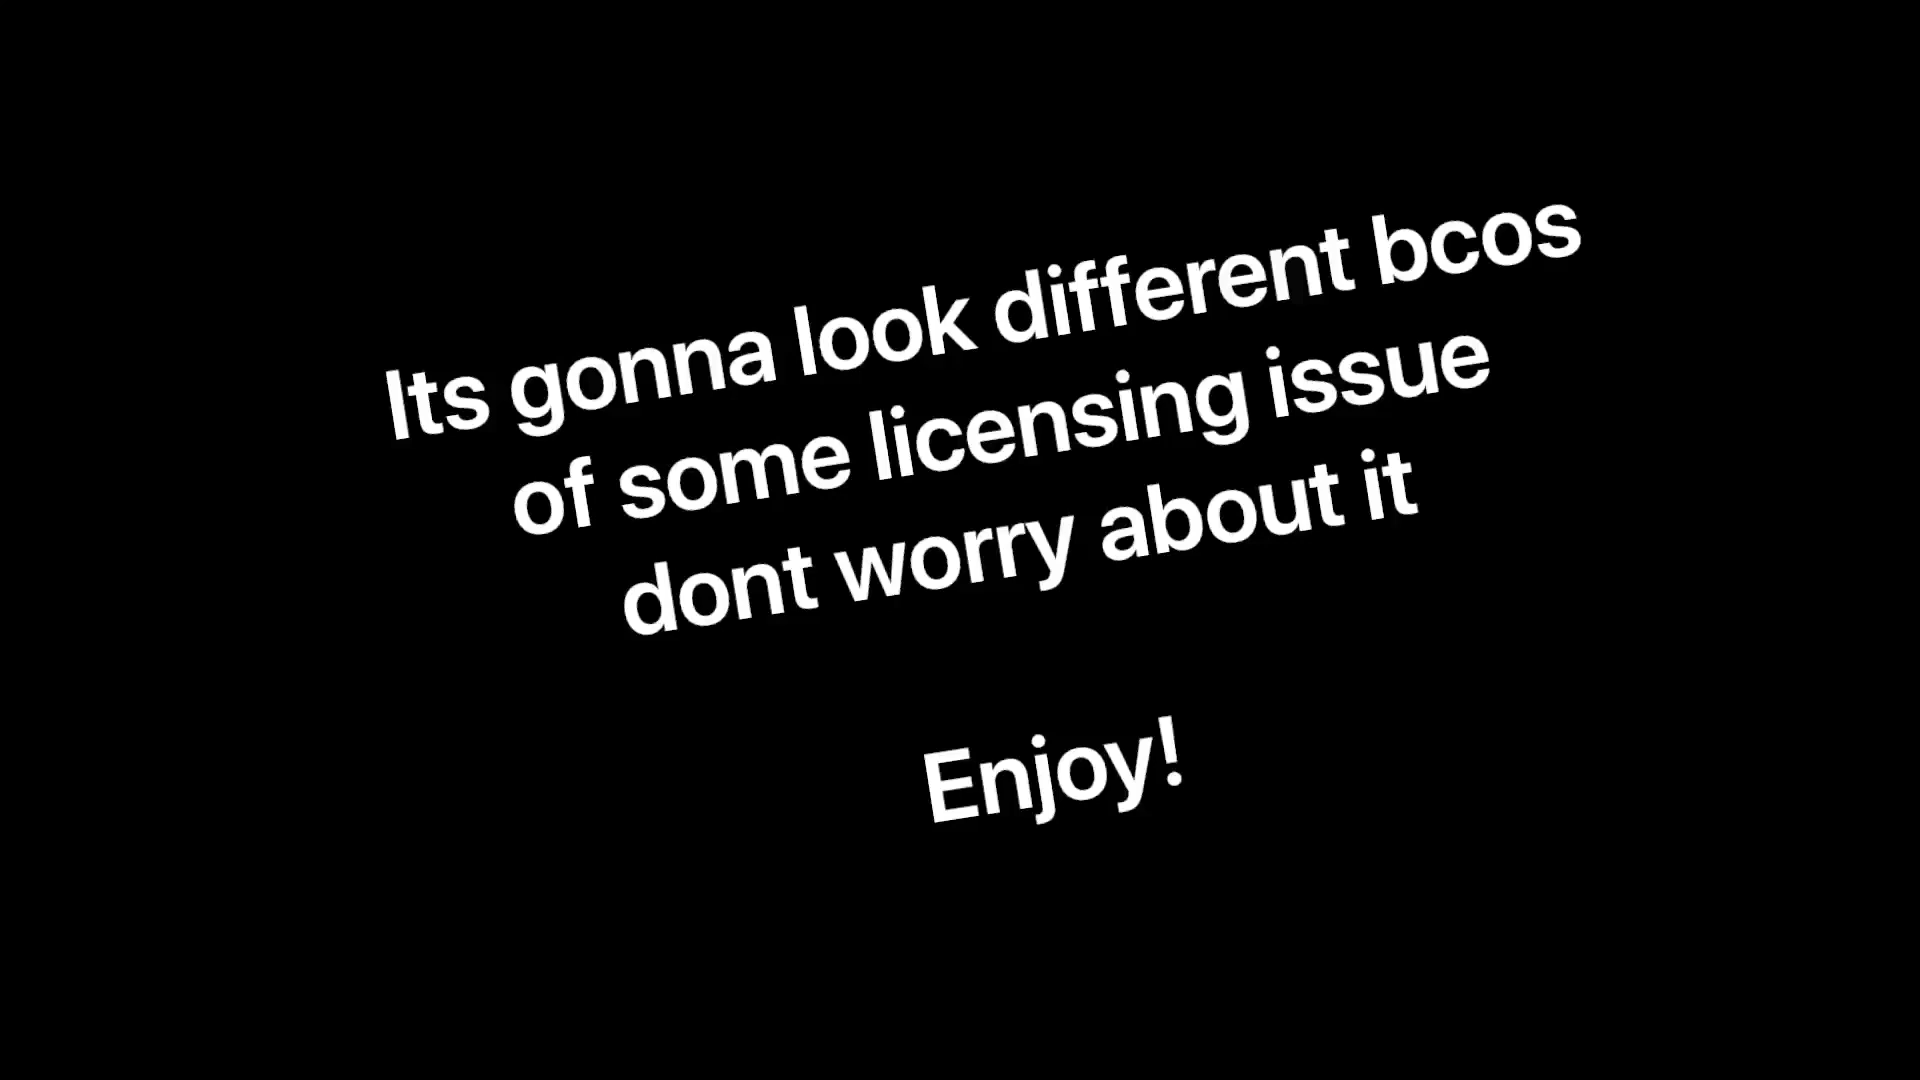 Its gonna look different bcos
of some licensing issue
dont worry about it
Enjoy!